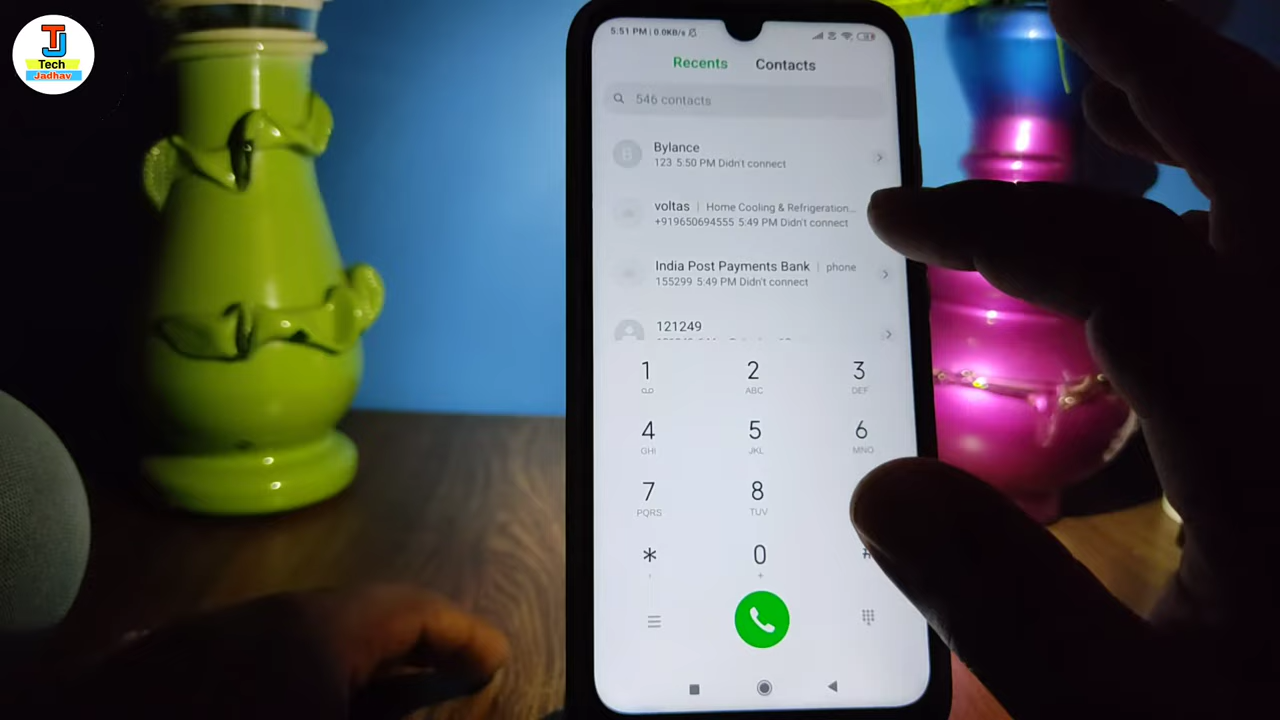 TJ
Tech
Jadhav
5:51 PM | 0.0KB/s
Recents Contacts
546 contacts
B
Bylance
123 5:50 PM Didn't connect
voltas | Home Cooling & Refrigeration...
+919650694555 5:49 PM Didn't connect
India Post Payments Bank | phone
155299 5:49 PM Didn't connect
121249
1 2 3
ABC DEF
4 5 6
GHI JKL MNO
7 8
PQRS TUV
* 0 #
, +